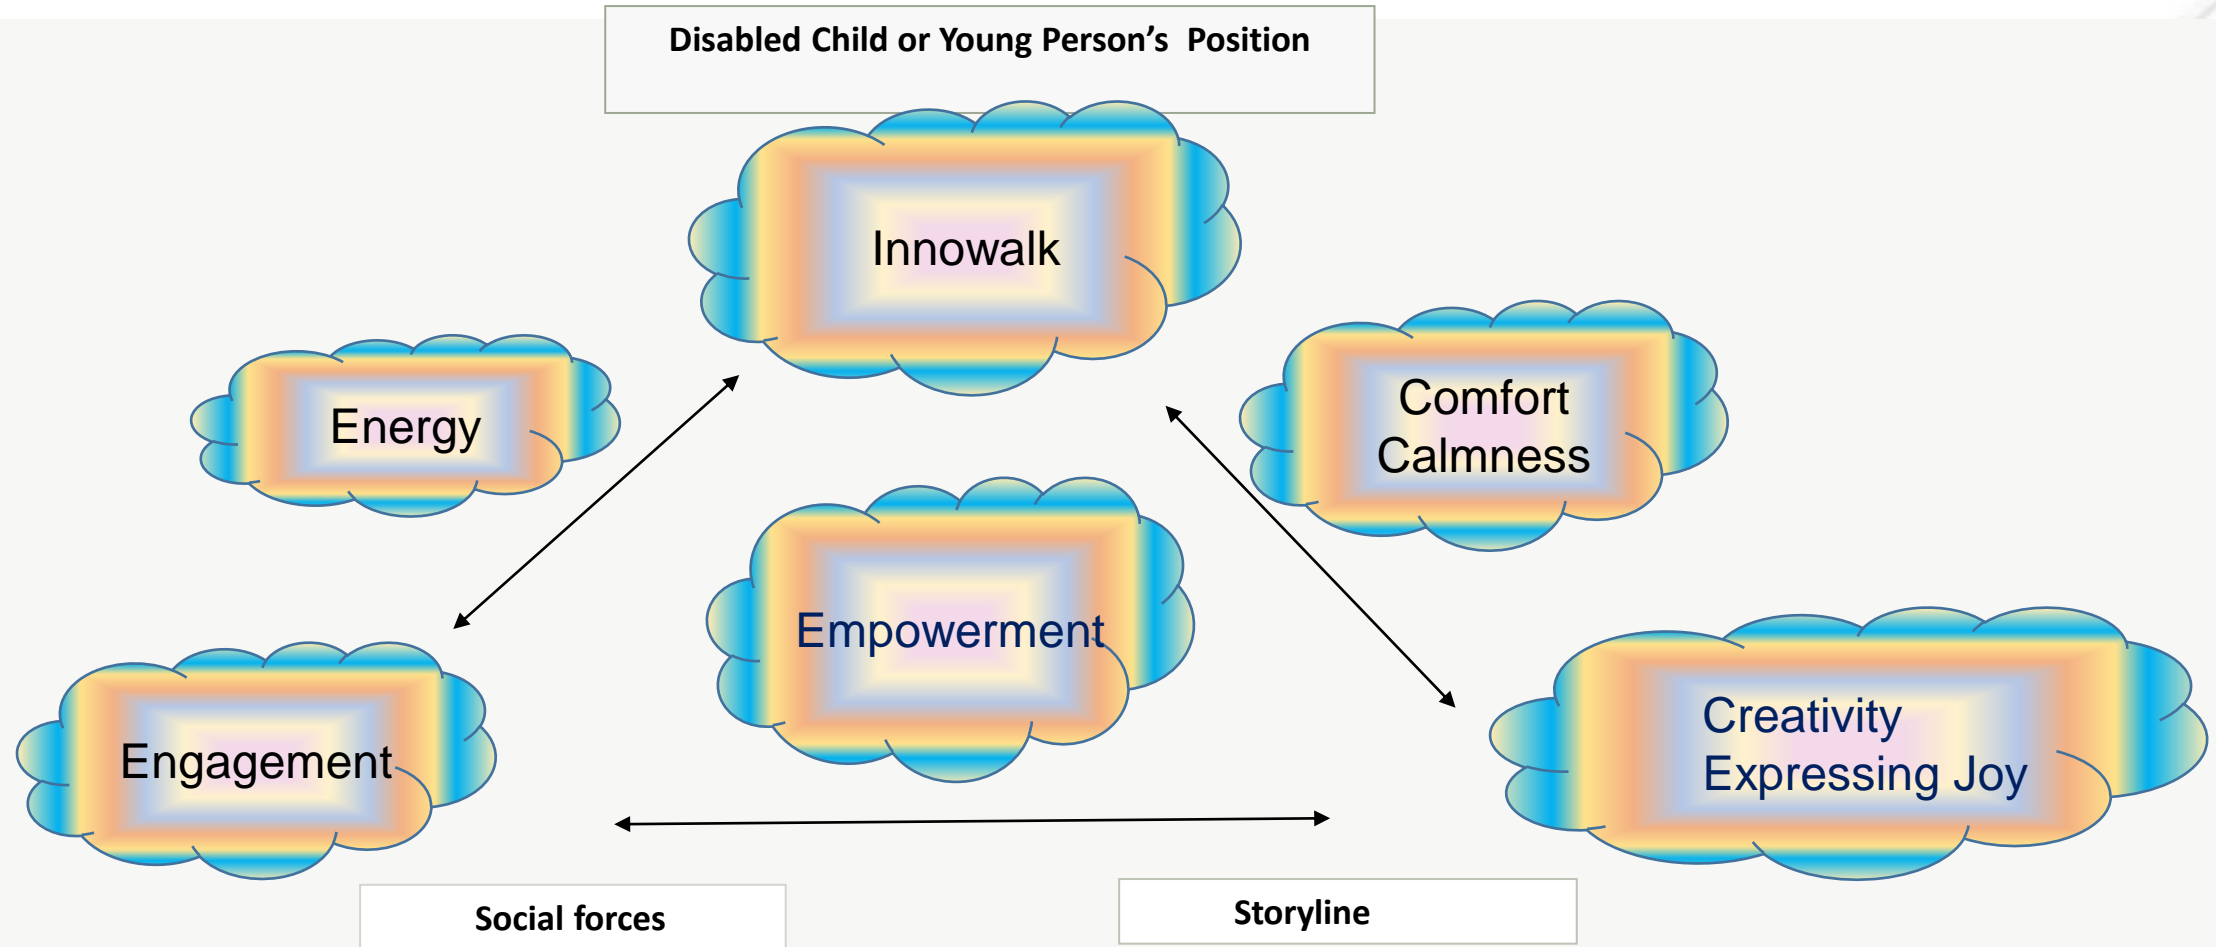 Disabled Child or Young Person’s  Position
Innowalk
Energy
Comfort
Calmness
Empowerment
Engagement
Creativity
Expressing Joy
Social forces
Storyline